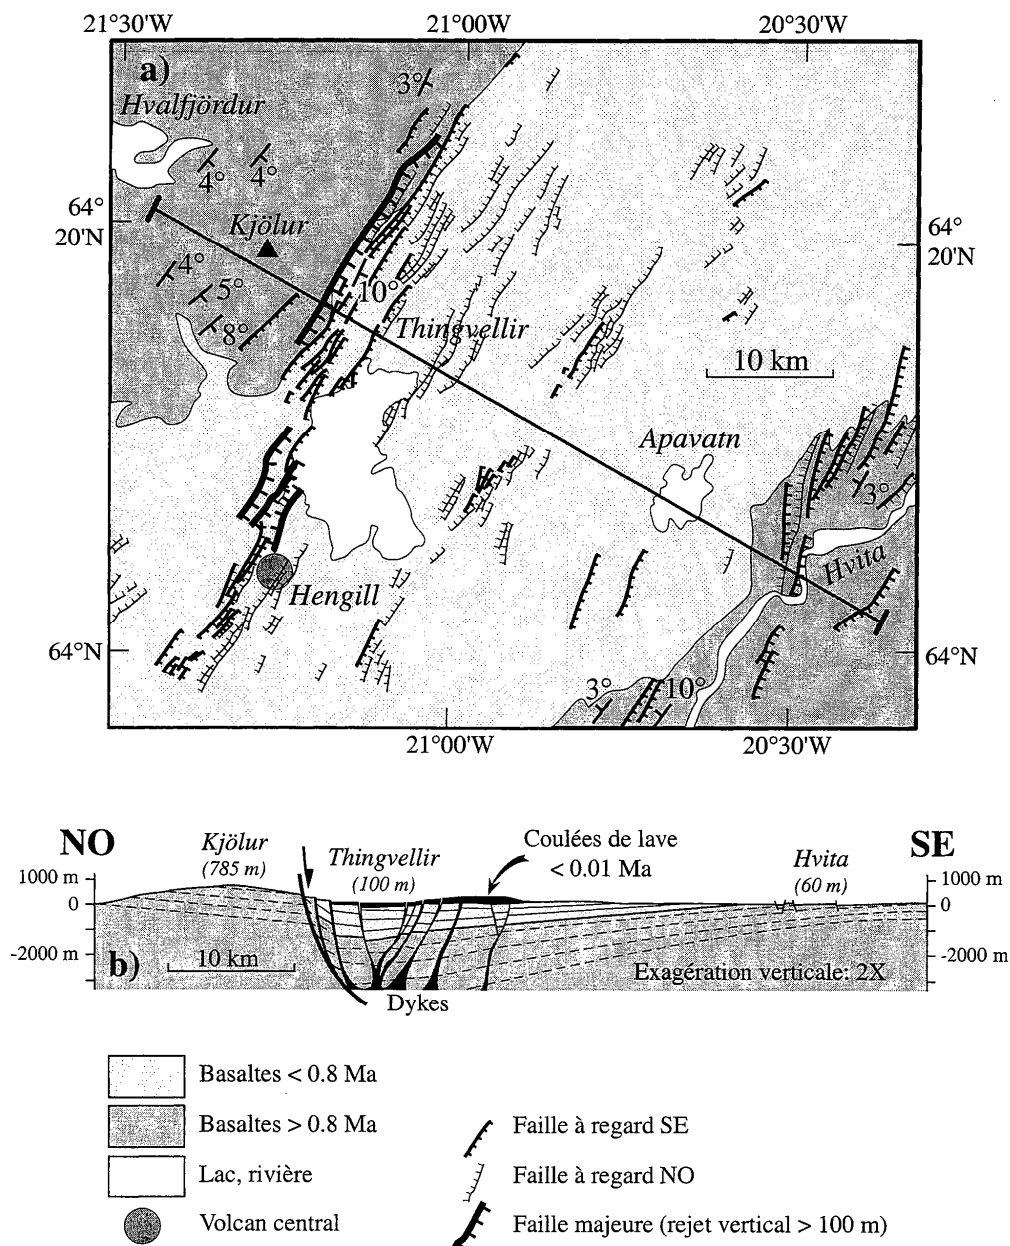 21°30'W
21°00'W
20°30'W
a)
3°
Hvalfjördur
4°
4°
64°
20'N
Kjölur
64°
20'N
4°
5°
10°
8°
Thingvellir
10 km
Apavatn
3°
Hvita
Hengill
64°N
64°N
3°
10°
21°00'W
20°30'W
NO
Kjölur
(785 m)
Thingvellir
(100 m)
Coulées de lave
< 0.01 Ma
Hvita
(60 m)
SE
1000 m
1000 m
0
0
-2000 m
-2000 m
b)
10 km
Exagération verticale: 2X
Dykes
Basaltes < 0.8 Ma
Basaltes > 0.8 Ma
Faille à regard SE
Lac, rivière
Faille à regard NO
Volcan central
Faille majeure (rejet vertical > 100 m)